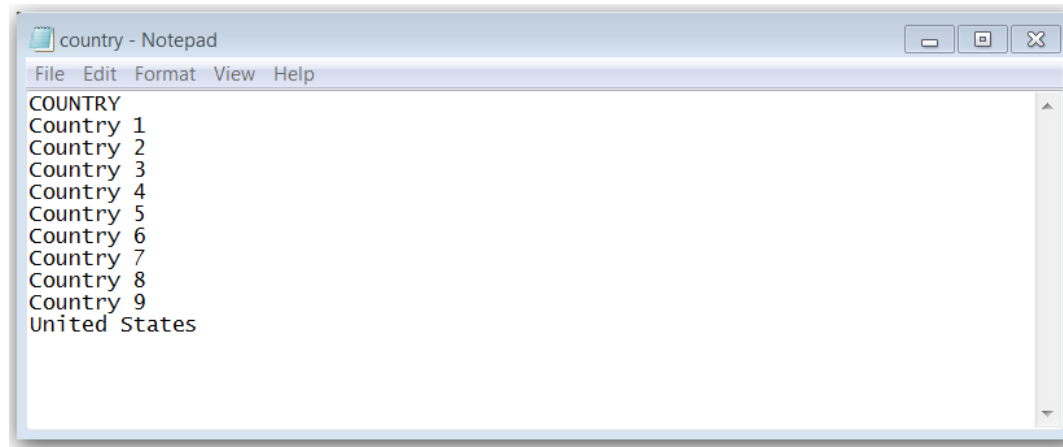 country - Notepad
File Edit Format View Help
COUNTRY
Country 1
Country 2
Country 3
Country 4
Country 5
Country 6
Country 7
Country 8
Country 9
United States